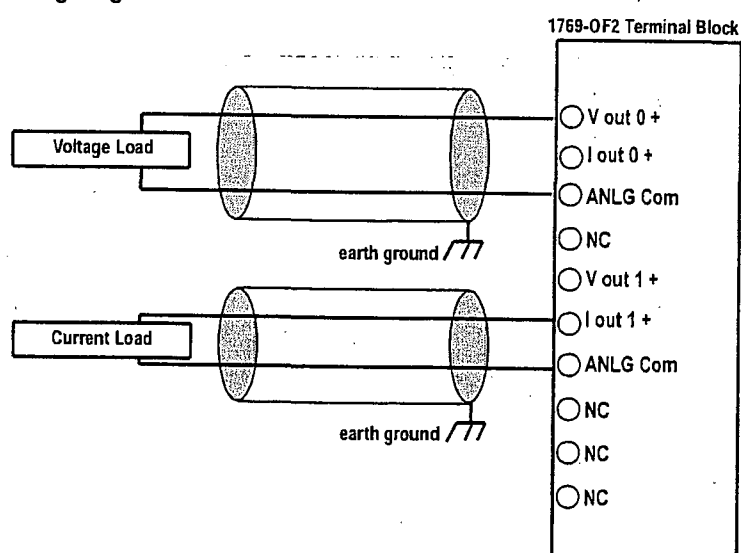 1769-OF2 Terminal Block
V out 0 +
Voltage Load
I out 0 +
ANLG Com
NC
earth ground
V out 1 +
I out 1 +
Current Load
ANLG Com
NC
earth ground
NC
NC